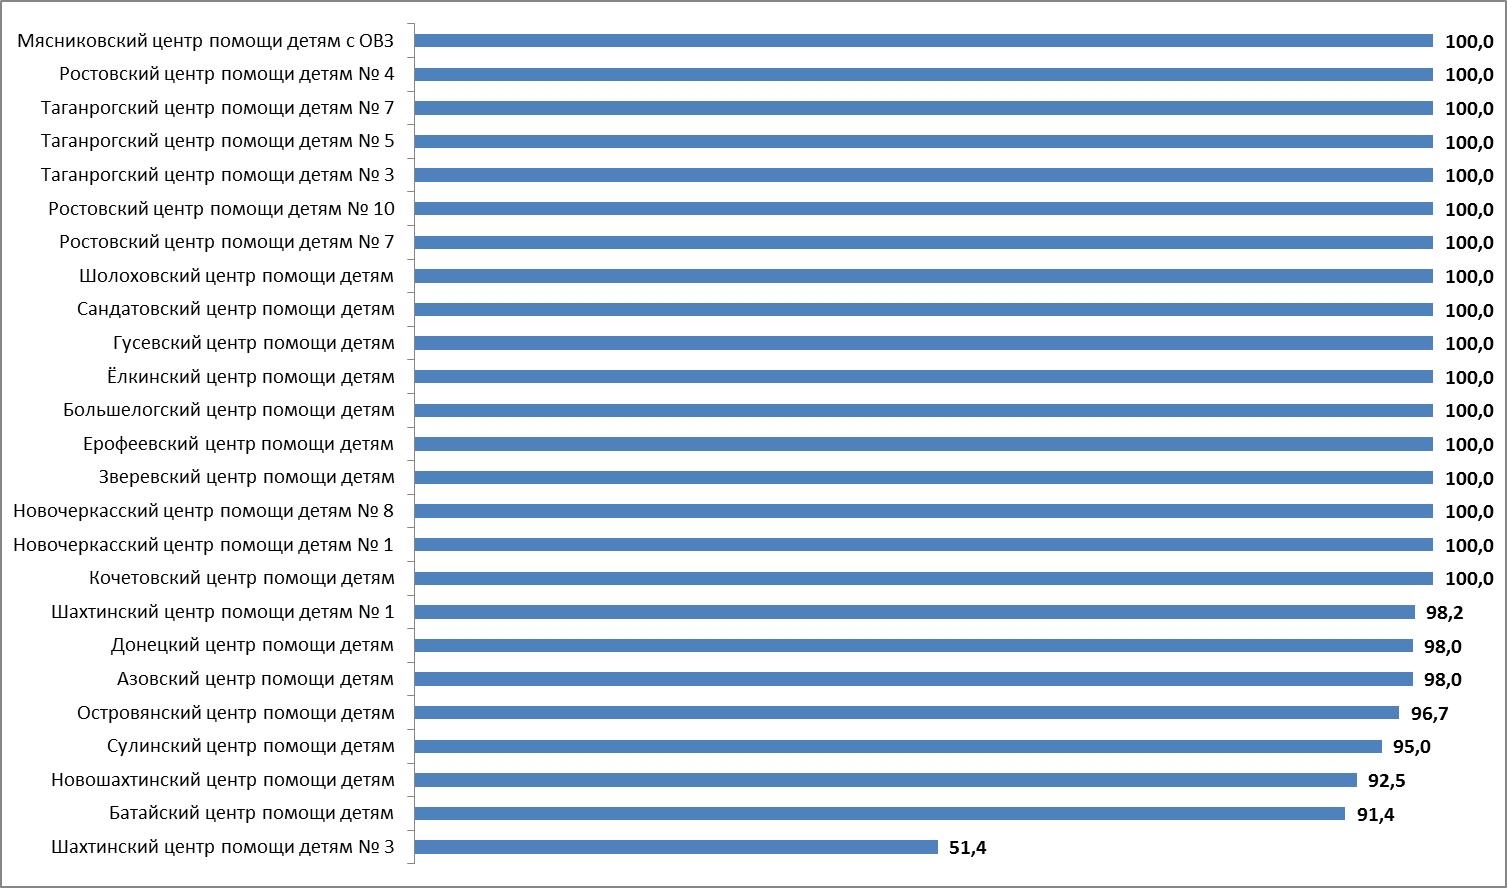 Мясниковский центр помощи детям с ОВЗ 100,0
Ростовский центр помощи детям № 4 100,0
Таганрогский центр помощи детям № 7 100,0
Таганрогский центр помощи детям № 5 100,0
Таганрогский центр помощи детям № 3 100,0
Ростовский центр помощи детям № 10 100,0
Ростовский центр помощи детям № 7 100,0
Шолоховский центр помощи детям 100,0
Сандатовский центр помощи детям 100,0
Гусевский центр помощи детям 100,0
Ёлкинский центр помощи детям 100,0
Большелогский центр помощи детям 100,0
Ерофеевский центр помощи детям 100,0
Зверевский центр помощи детям 100,0
Новочеркасский центр помощи детям № 8 100,0
Новочеркасский центр помощи детям № 1 100,0
Кочетовский центр помощи детям 100,0
Шахтинский центр помощи детям № 1 98,2
Донецкий центр помощи детям 98,0
Азовский центр помощи детям 98,0
Островянский центр помощи детям 96,7
Сулинский центр помощи детям 95,0
Новошахтинский центр помощи детям 92,5
Батайский центр помощи детям 91,4
Шахтинский центр помощи детям № 3 51,4